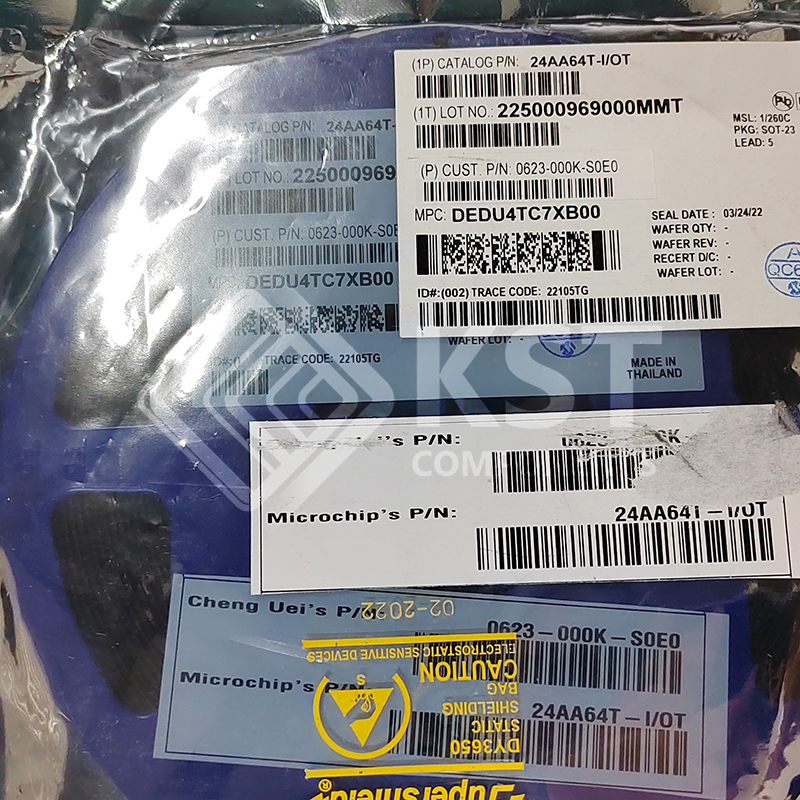 (1P) CATALOG P/N: 24AA64T-I/OT
(1T) LOT NO.: 225000969000MMT
Pb
MSL: 1/260C
PKG: SOT-23
LEAD: 5
(P) CUST. P/N: 0623-000K-S0E0
MPC: DEDU4TC7XB00
SEAL DATE : 03/24/22
WAFER QTY: -
WAFER REV: -
RECERT D/C: -
WAFER LOT: -
ID#:(002) TRACE CODE: 22105TG
CATALOG P/N: 24AA64T-
LOT NO.: 225000969
(P) CUST. P/N: 0623-000K-S0E
MPC: DEDU4TC7XB00
WAFER LOT: -
TRACE CODE: 22105TG
MADE IN
THAILAND
KST
's P/N:
Microchip's P/N: 24AA64T-I/OT
02-2022
Cheng Uei's P/N:
0623-000K-S0E0
Microchip's P/N:
24AA64T-I/OT
ELECTROSTATIC SENSITIVE DEVICES
CAUTION
BAG
SHIELDING
STATIC
DY3650
Supershield